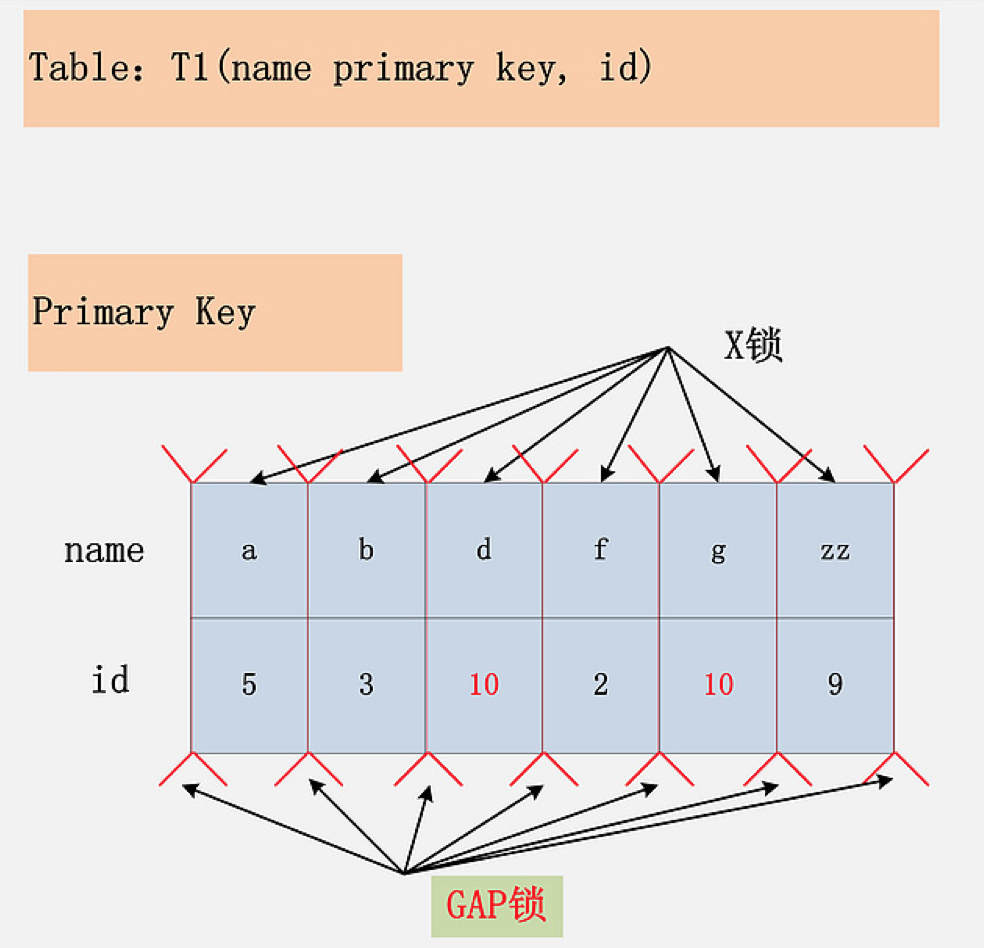 Table：T1(name primary key, id)
Primary Key
X锁
name a b d f g zz
id 5 3 10 2 10 9
GAP锁